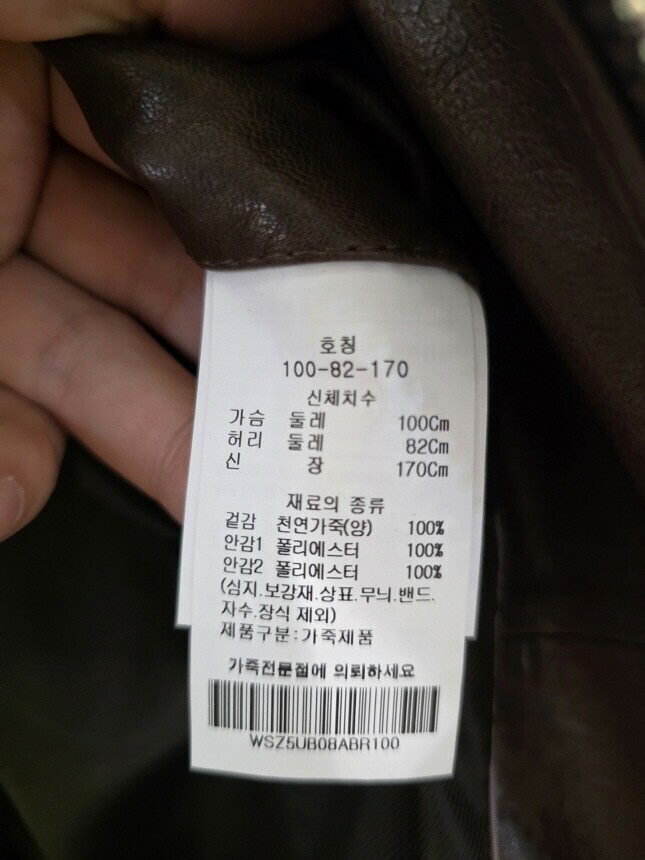 호칭
100-82-170
신체치수
가슴 둘레 100Cm
허리 둘레 82Cm
신 장 170Cm
재료의 종류
겉감 천연가죽(양) 100%
안감1 폴리에스터 100%
안감2 폴리에스터 100%
(심지.보강재.상표.무늬.밴드.
자수.장식 제외)
제품구분:가죽제품
가죽전문점에 의뢰하세요
WSZ5UB08ABR100